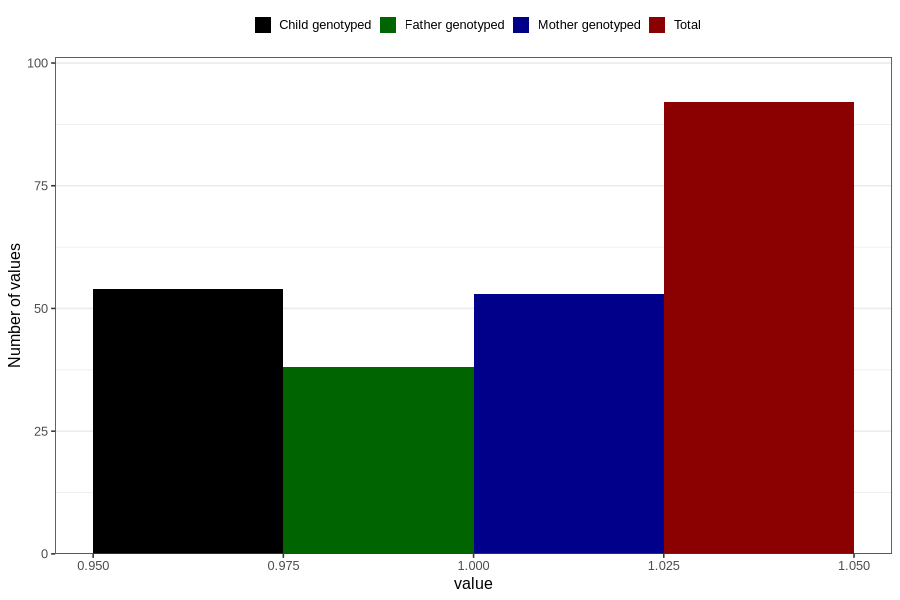 Child genotyped Father genotyped Mother genotyped Total
100
75
50
25
0
Number of values
0.950 0.975 1.000 1.025 1.050
value